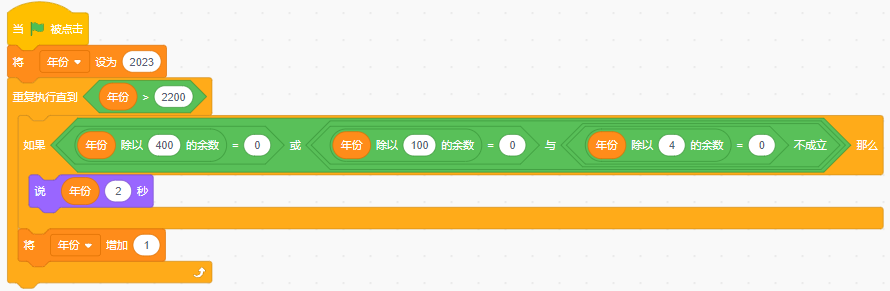 当 被点击
将 年份 设为 2023
重复执行直到 年份 > 2200
如果 年份 除以 400 的余数 = 0 或 年份 除以 100 的余数 = 0 与 年份 除以 4 的余数 = 0 不成立 那么
说 年份 2 秒
将 年份 增加 1